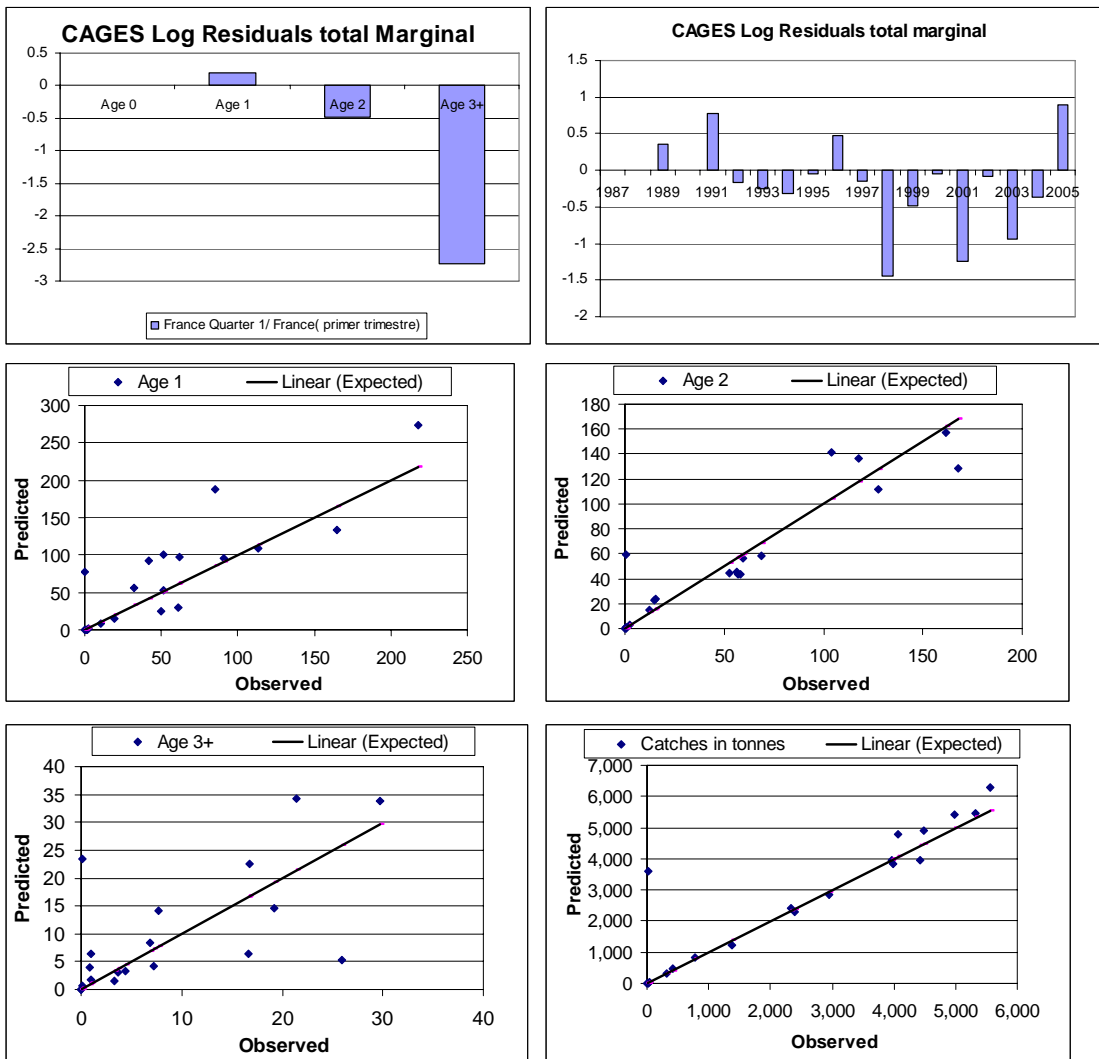 CAGES Log Residuals total Marginal
0.5
0
-0.5
-1
-1.5
-2
-2.5
-3
Age 0
Age 1
Age 2
Age 3+
France Quarter 1/ France( primer trimestre)
CAGES Log Residuals total marginal
1.5
1
0.5
0
-0.5
-1
-1.5
-2
1987 1989 1991 1993 1995 1997 1999 2001 2003 2005
Age 1 Linear (Expected)
300
250
200
150
100
50
0
Predicted
0 50 100 150 200 250
Observed
Age 2 Linear (Expected)
180
160
140
120
100
80
60
40
20
0
Predicted
0 50 100 150 200
Observed
Age 3+ Linear (Expected)
40
35
30
25
20
15
10
5
0
Predicted
0 10 20 30 40
Observed
Catches in tonnes Linear (Expected)
7,000
6,000
5,000
4,000
3,000
2,000
1,000
0
Predicted
0 1,000 2,000 3,000 4,000 5,000 6,000
Observed